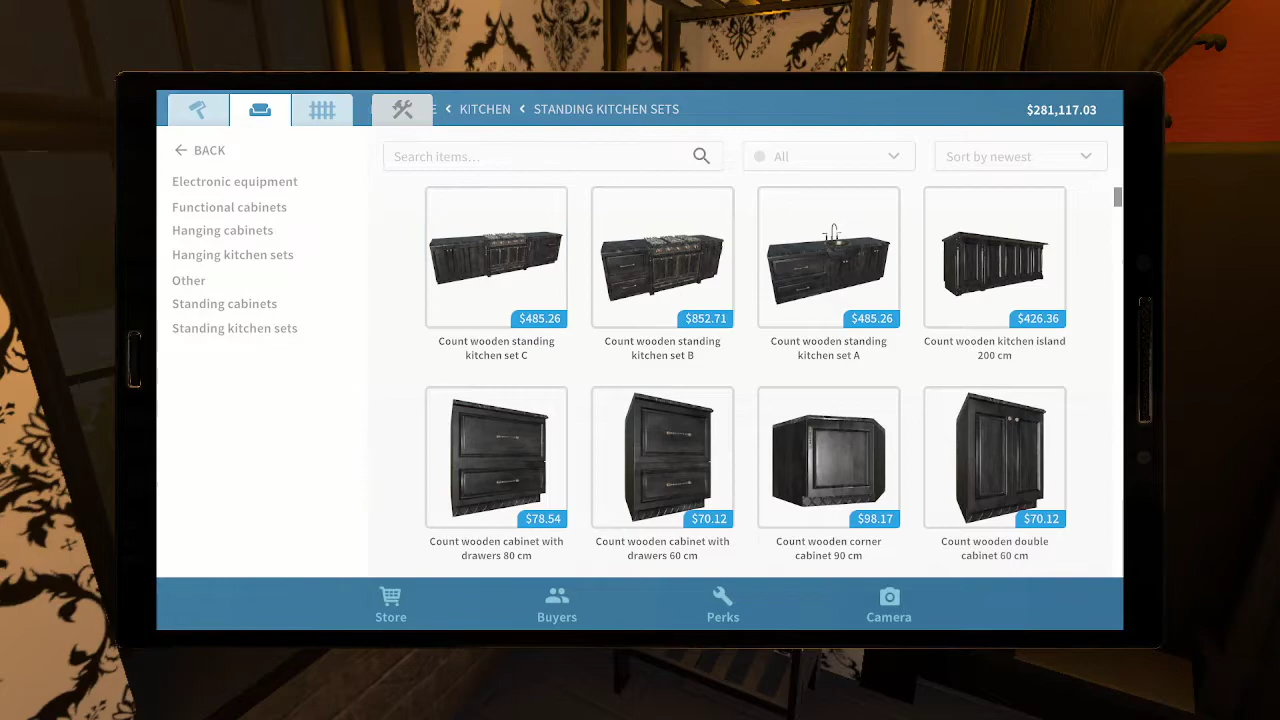 E < KITCHEN < STANDING KITCHEN SETS
$281,117.03
BACK
Search items...
All
Sort by newest
Electronic equipment
Functional cabinets
Hanging cabinets
Hanging kitchen sets
Other
Standing cabinets
Standing kitchen sets
$485.26
$852.71
$485.26
$426.36
Count wooden standing
kitchen set C
Count wooden standing
kitchen set B
Count wooden standing
kitchen set A
Count wooden kitchen island
200 cm
$78.54
$70.12
$98.17
$70.12
Count wooden cabinet with
drawers 80 cm
Count wooden cabinet with
drawers 60 cm
Count wooden corner
cabinet 90 cm
Count wooden double
cabinet 60 cm
Store
Buyers
Perks
Camera